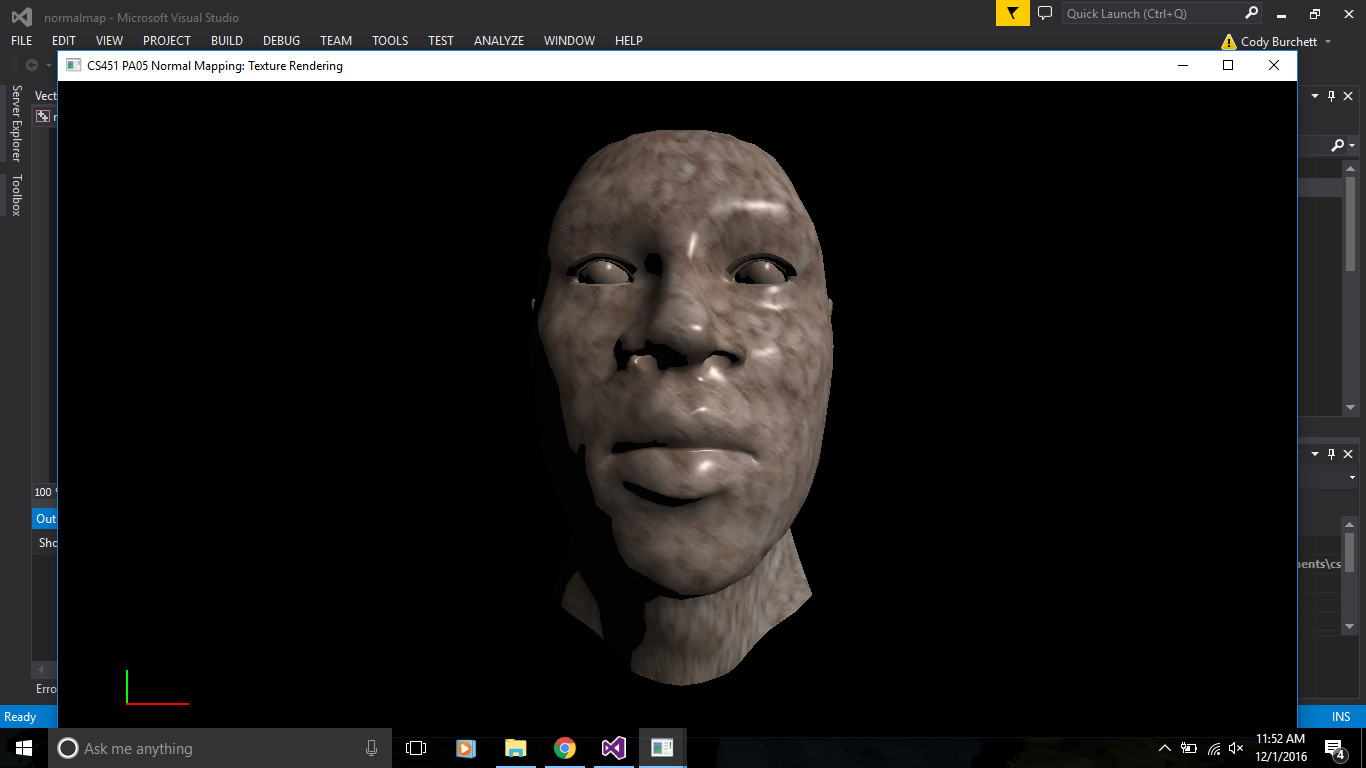 normalmap - Microsoft Visual Studio
Quick Launch (Ctrl+Q)
FILE EDIT VIEW PROJECT BUILD DEBUG TEAM TOOLS TEST ANALYZE WINDOW HELP
Cody Burchett
CS451 PA05 Normal Mapping: Texture Rendering
Server Explorer
Toolbox
Vect
r
100 %
Out
Sho
Erro
ents\cs
Ready
INS
Ask me anything
11:52 AM
12/1/2016
4